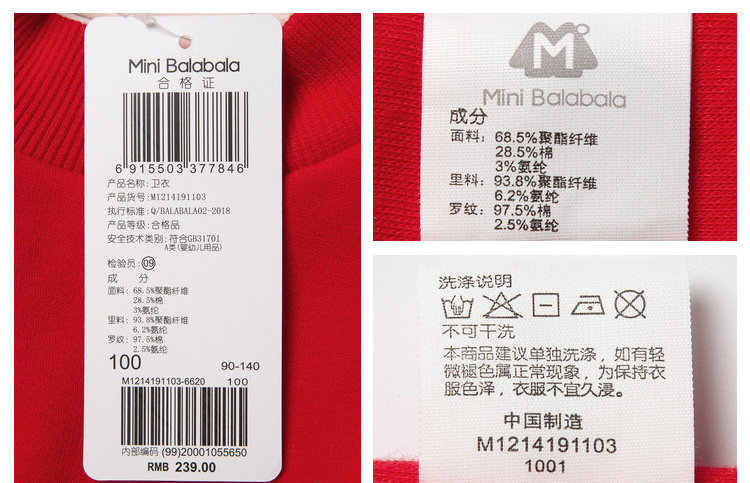 Mini Balabala
合格证
6 915503 377846
产品名称: 卫衣
产品货号: M1214191103
执行标准: Q/BALABALA02-2018
产品等级: 合格品
安全技术类别: 符合GB31701
A类(婴幼儿用品)
检验员: 09
成 分
面料: 68.5%聚酯纤维
28.5%棉
3%氨纶
里料: 93.8%聚酯纤维
6.2%氨纶
罗纹: 97.5%棉
2.5%氨纶
100 90-140
M1214191103-6620 100
内部编码 (99)20001055650
RMB 239.00
M
Mini Balabala
成分
面料: 68.5%聚酯纤维
28.5%棉
3%氨纶
里料: 93.8%聚酯纤维
6.2%氨纶
罗纹: 97.5%棉
2.5%氨纶
洗涤说明
不可干洗
本商品建议单独洗涤，如有轻
微褪色属正常现象，为保持衣
服色泽，衣服不宜久浸。
中国制造
M1214191103
1001